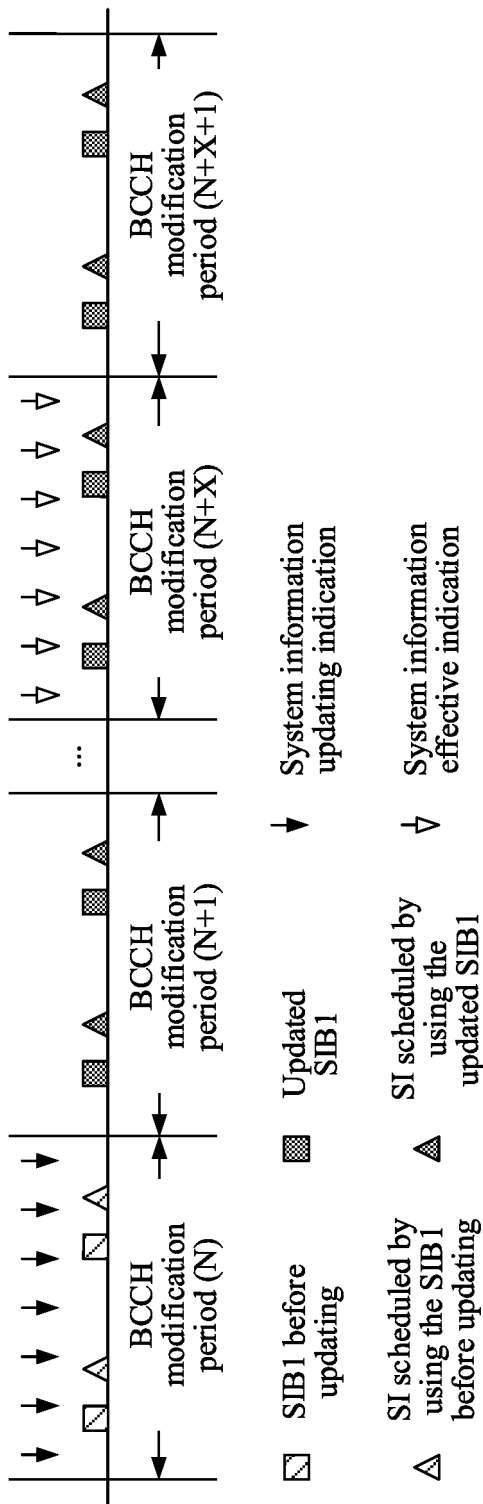 BCCH
modification
period (N)
BCCH
modification
period (N+1)
...
BCCH
modification
period (N+X)
BCCH
modification
period (N+X+1)
SIB1 before
updating
Updated
SIB1
System information
updating indication
SI scheduled by
using the SIB1
before updating
SI scheduled by
using the
updated SIB1
System information
effective indication